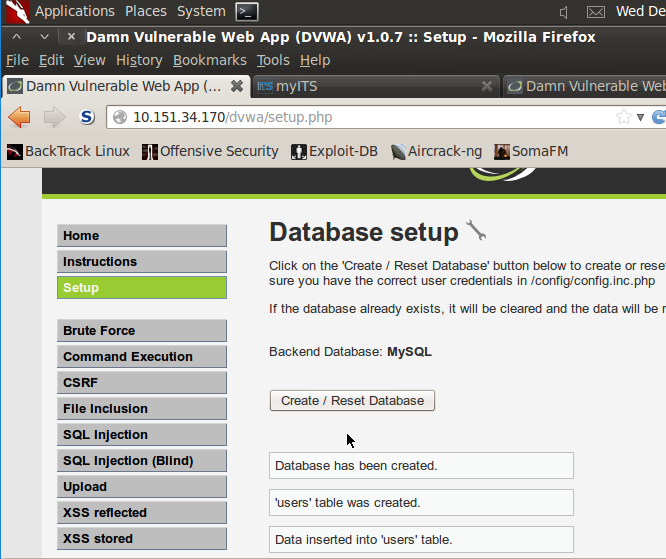 Applications Places System Wed De
Damn Vulnerable Web App (DVWA) v1.0.7 :: Setup - Mozilla Firefox
File Edit View History Bookmarks Tools Help
Damn Vulnerable Web App (... myITS Damn Vulnerable Web
10.151.34.170/dvwa/setup.php
BackTrack Linux Offensive Security Exploit-DB Aircrack-ng SomaFM
Home
Instructions
Setup
Brute Force
Command Execution
CSRF
File Inclusion
SQL Injection
SQL Injection (Blind)
Upload
XSS reflected
XSS stored
Database setup
Click on the 'Create / Reset Database' button below to create or rese
sure you have the correct user credentials in /config/config.inc.php
If the database already exists, it will be cleared and the data will be r
Backend Database: MySQL
Create / Reset Database
Database has been created.
'users' table was created.
Data inserted into 'users' table.